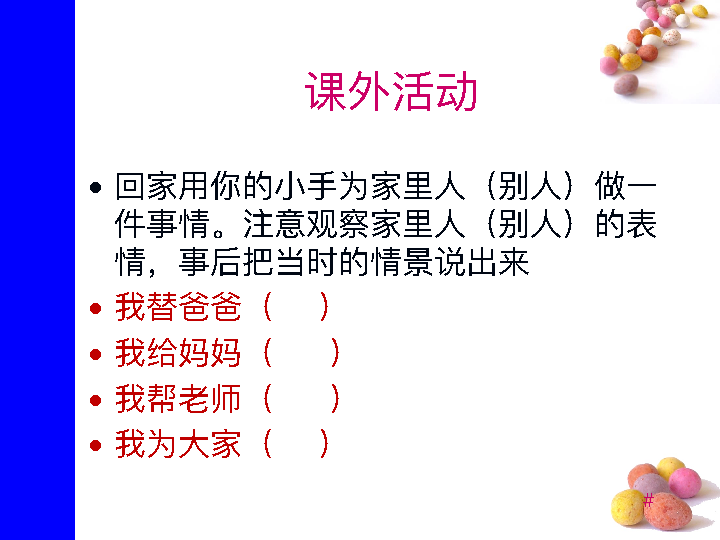 课外活动
• 回家用你的小手为家里人（别人）做一
件事情。注意观察家里人（别人）的表
情，事后把当时的情景说出来
• 我替爸爸（　）
• 我给妈妈（　）
• 我帮老师（　）
• 我为大家（　）
#